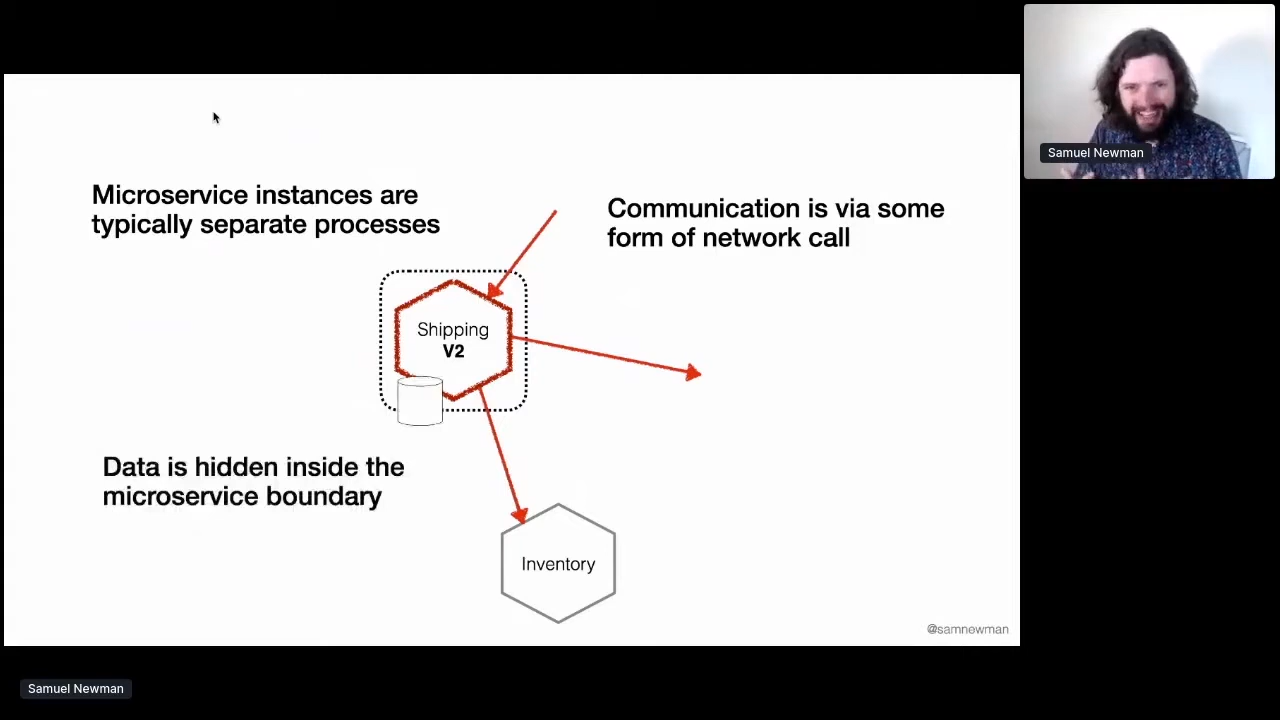 Samuel Newman
Microservice instances are
typically separate processes
Communication is via some
form of network call
Shipping
V2
Data is hidden inside the
microservice boundary
Inventory
@samnewman
Samuel Newman